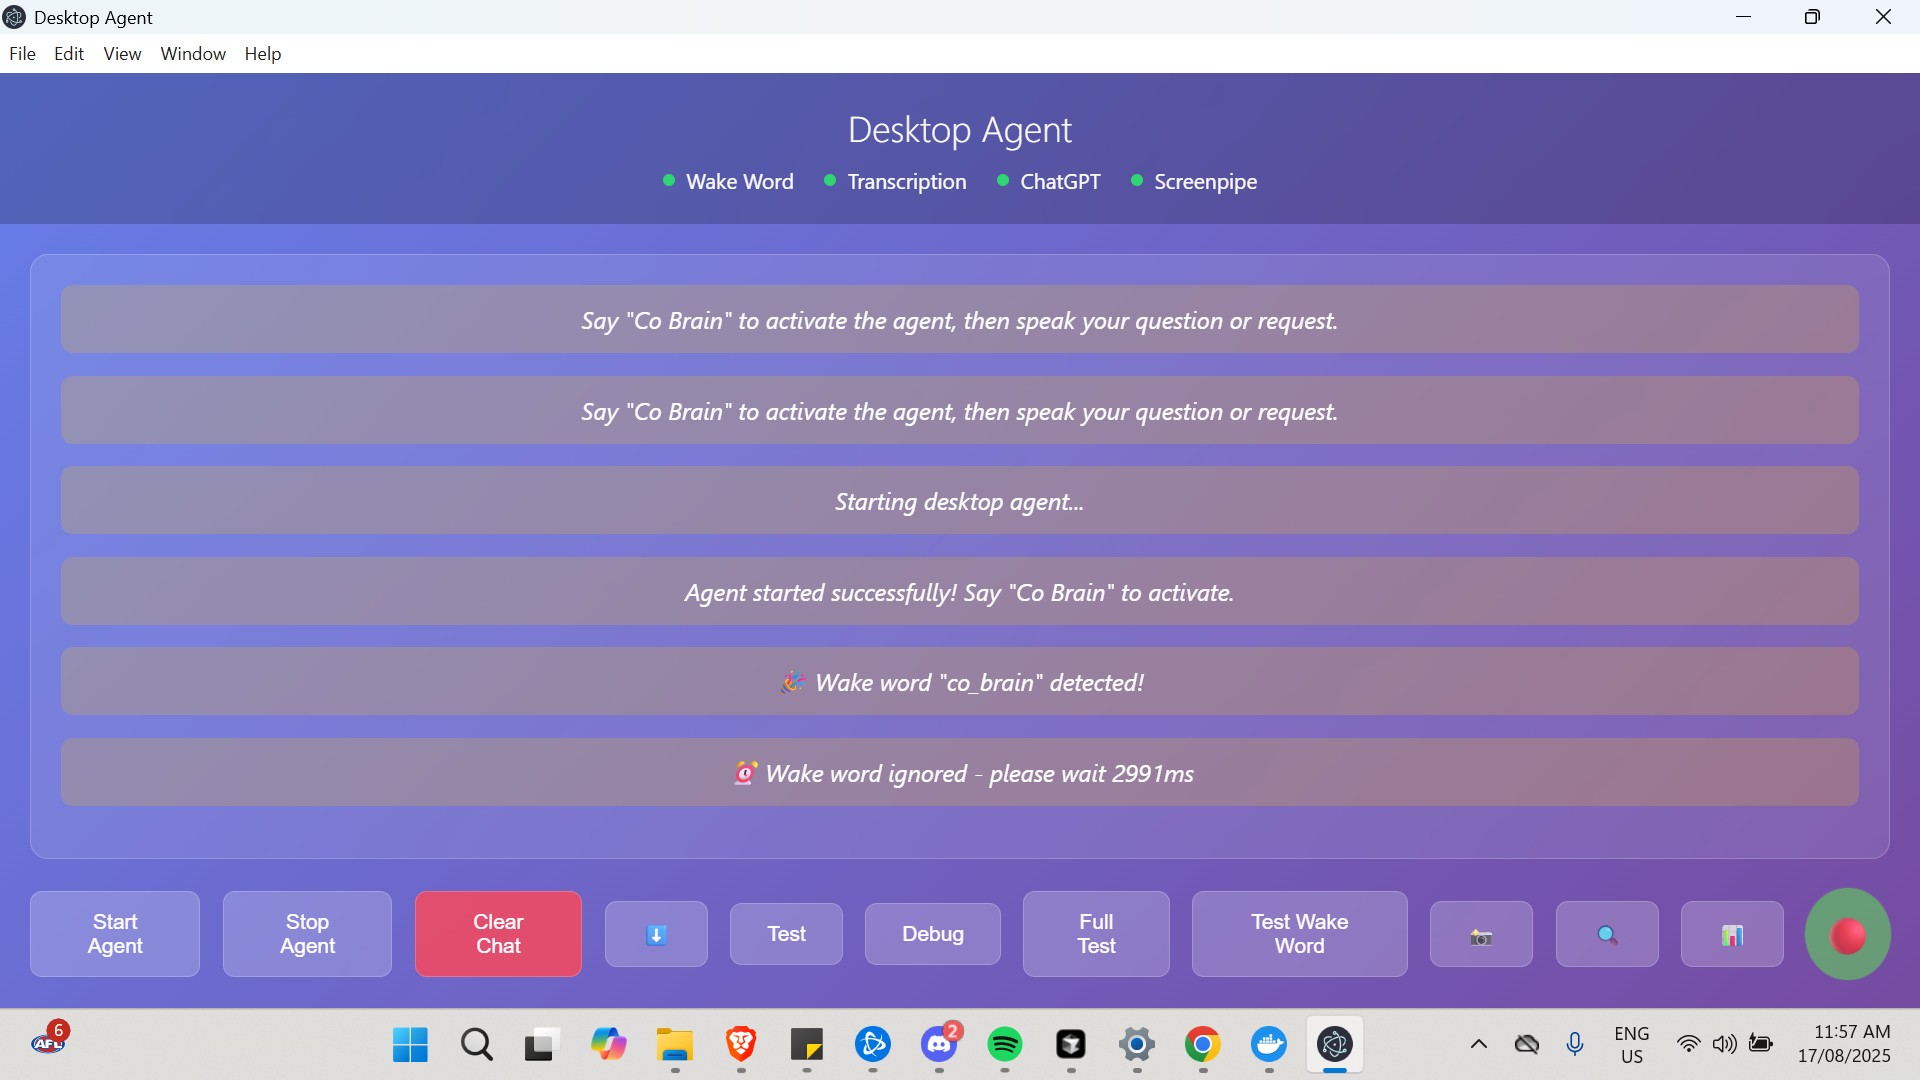 Desktop Agent
File Edit View Window Help
Desktop Agent
Wake Word Transcription ChatGPT Screenpipe
Say "Co Brain" to activate the agent, then speak your question or request.
Say "Co Brain" to activate the agent, then speak your question or request.
Starting desktop agent...
Agent started successfully! Say "Co Brain" to activate.
🎉 Wake word "co_brain" detected!
⏰ Wake word ignored - please wait 2991ms
Start
Agent
Stop
Agent
Clear
Chat
Test
Debug
Full
Test
Test Wake
Word
AFL
6
2
ENG
US
11:57 AM
17/08/2025